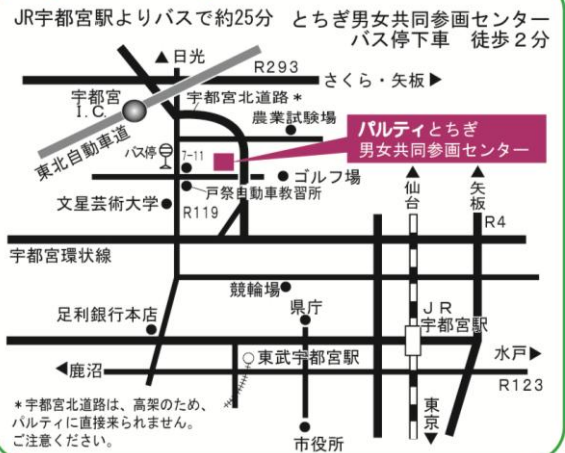 JR宇都宮駅よりバスで約25分 とちぎ男女共同参画センター
バス停下車 徒歩2分
▲日光
R293
さくら・矢板▶
宇都宮
I.C.
宇都宮北道路*
農業試験場
東北自動車道
バス停
7-11
パルティとちぎ
男女共同参画センター
ゴルフ場
戸祭自動車教習所
文星芸術大学
R119
▲仙台
▲矢板
R4
宇都宮環状線
競輪場
県庁
足利銀行本店
JR
宇都宮駅
東武宇都宮駅
水戸▶
◀鹿沼
R123
*宇都宮北道路は、高架のため、
パルティに直接来られません。
ご注意ください。
市役所
東京▼